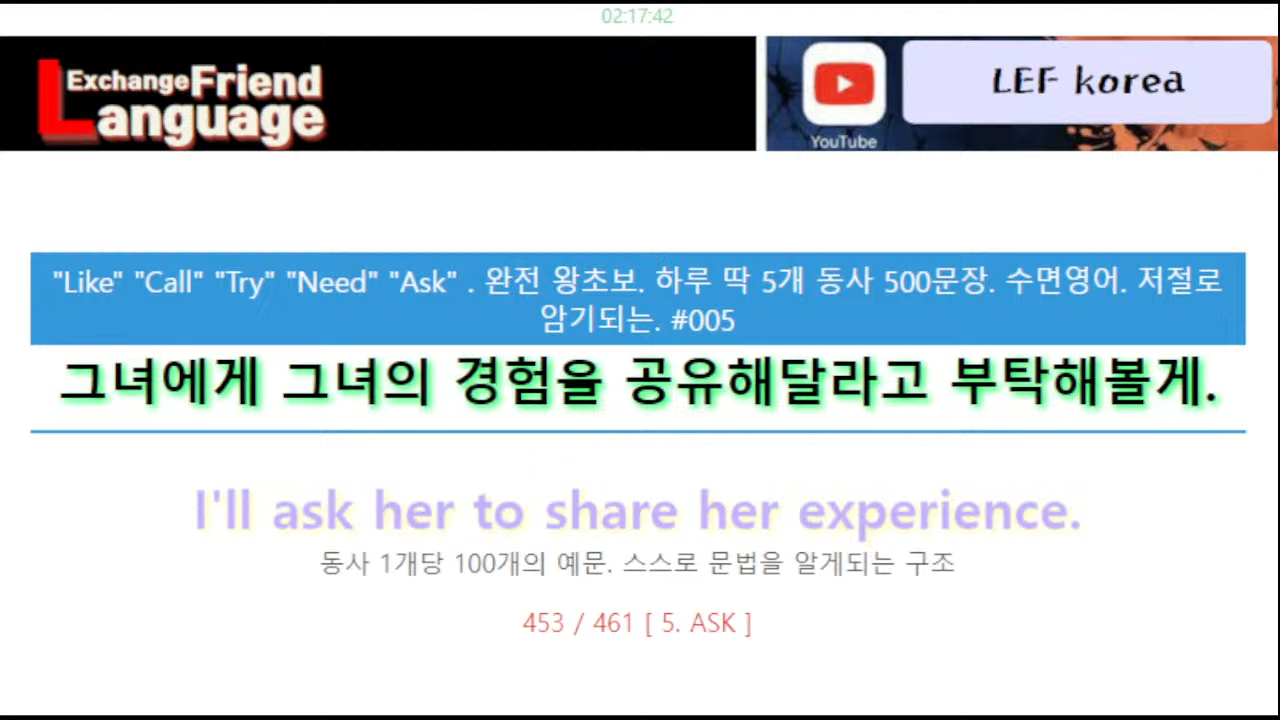 02:17:42
ExchangeFriend
Language
LEF korea
YouTube
"Like" "Call" "Try" "Need" "Ask" . 완전 왕초보. 하루 딱 5개 동사 500문장. 수면영어. 저절로
암기되는. #005
그녀에게 그녀의 경험을 공유해달라고 부탁해볼게.
I'll ask her to share her experience.
동사 1개당 100개의 예문. 스스로 문법을 알게되는 구조
453 / 461 [ 5. ASK ]